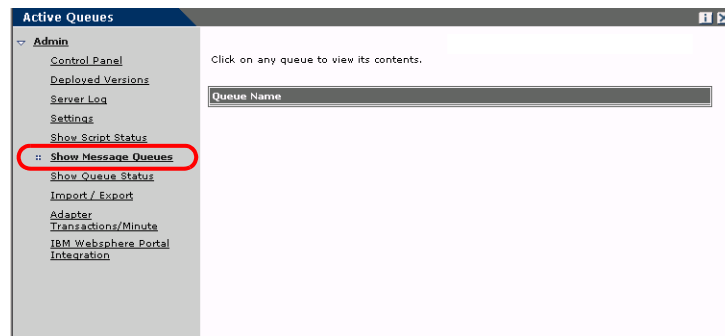 Active Queues
Admin
Control Panel
Deployed Versions
Server Log
Settings
Show Script Status
Show Message Queues
Show Queue Status
Import / Export
Adapter
Transactions/Minute
IBM Websphere Portal
Integration
Click on any queue to view its contents.
Queue Name